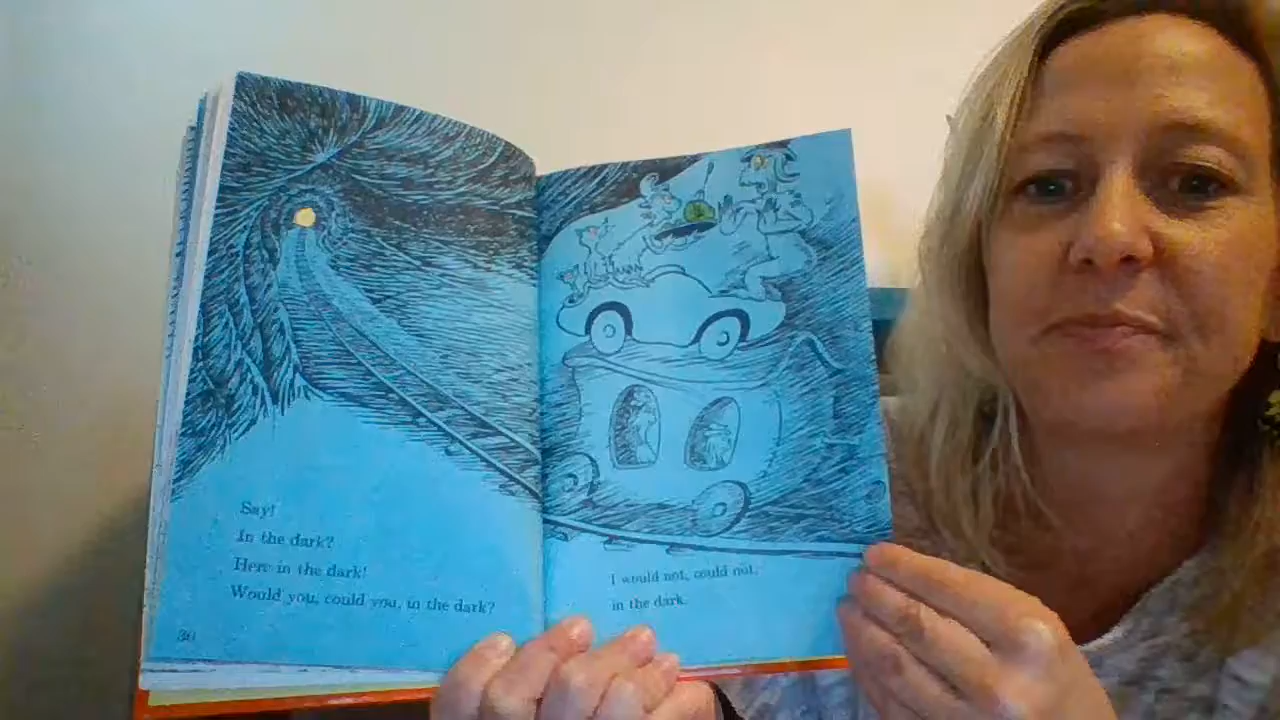 Say!
In the dark?
Here in the dark!
Would you, could you, in the dark?
30
I would not, could not,
in the dark.